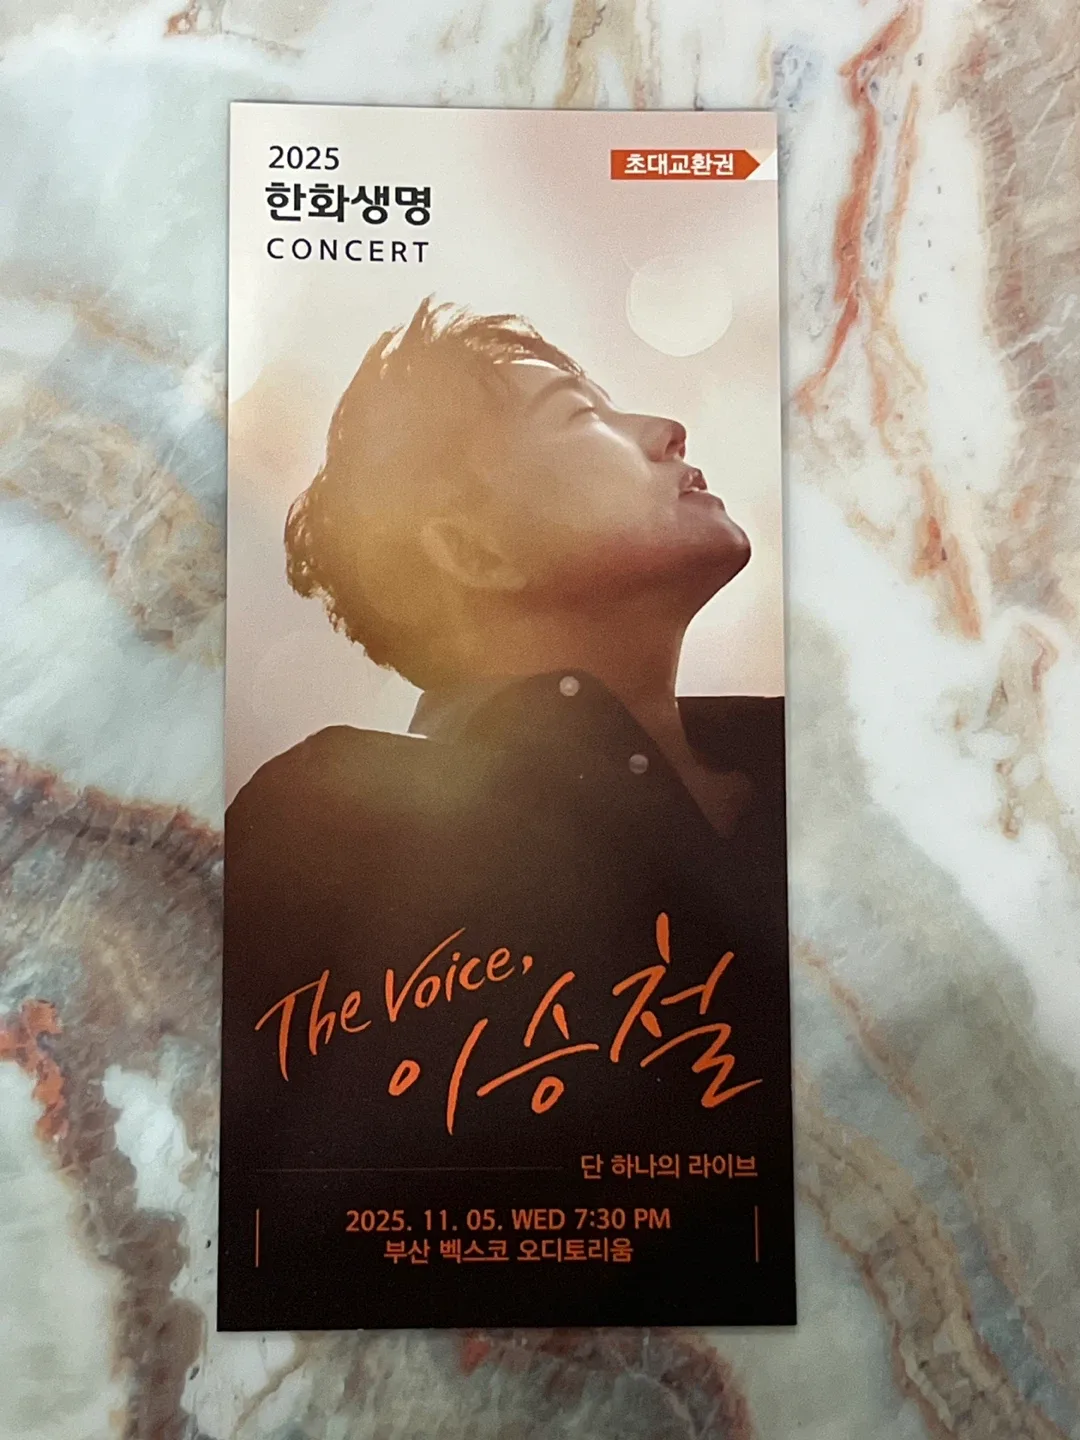 2025
한화생명
CONCERT
초대교환권
The Voice,
이승철
단 하나의 라이브
2025. 11. 05. WED 7:30 PM
부산 벡스코 오디토리움